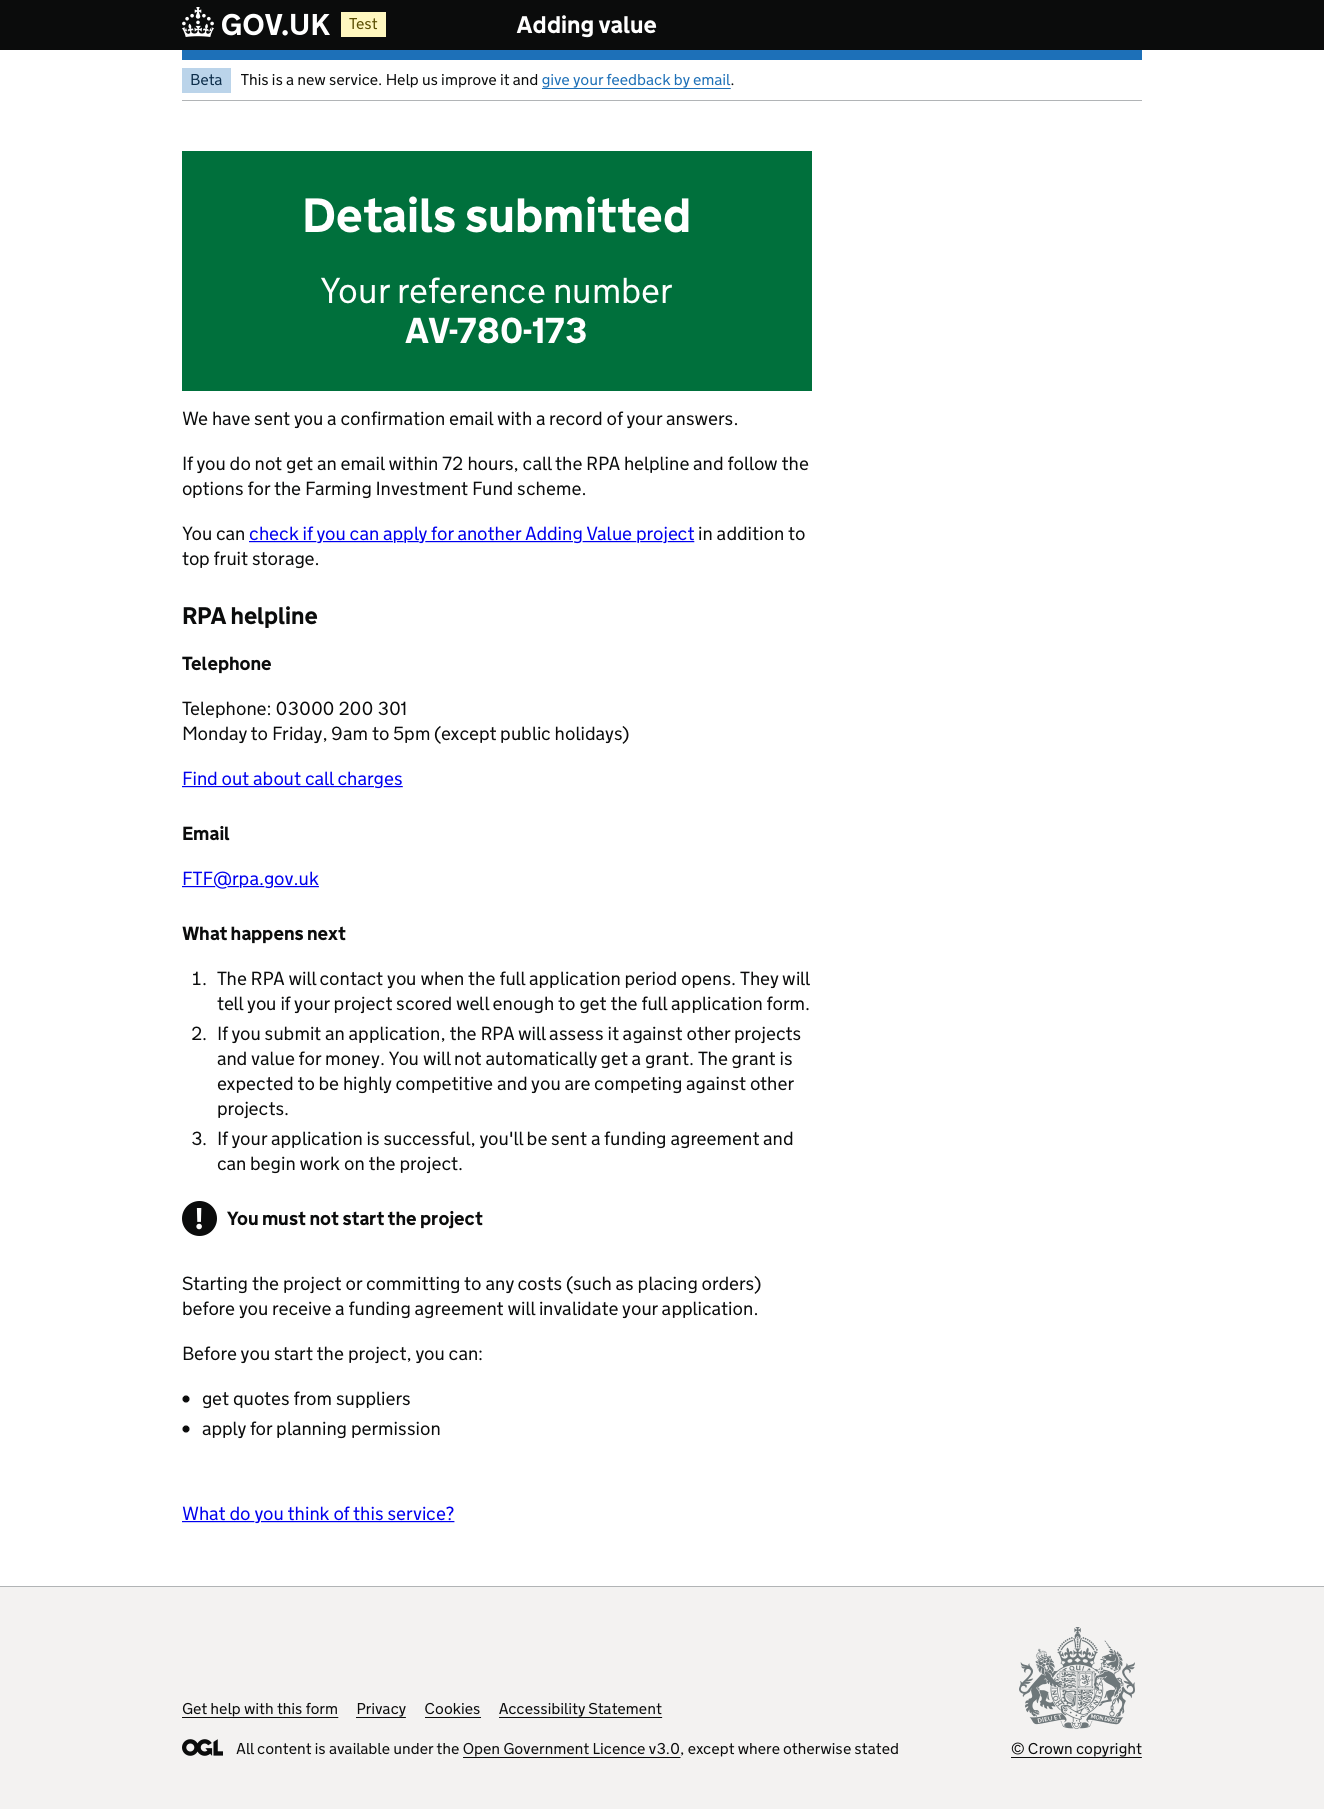 GOV.UK Test Adding value
Beta This is a new service. Help us improve it and give your feedback by email.
Details submitted
Your reference number
AV-780-173
We have sent you a confirmation email with a record of your answers.
If you do not get an email within 72 hours, call the RPA helpline and follow the
options for the Farming Investment Fund scheme.
You can check if you can apply for another Adding Value project in addition to
top fruit storage.
RPA helpline
Telephone
Telephone: 03000 200 301
Monday to Friday, 9am to 5pm (except public holidays)
Find out about call charges
Email
FTF@rpa.gov.uk
What happens next
1. The RPA will contact you when the full application period opens. They will
tell you if your project scored well enough to get the full application form.
2. If you submit an application, the RPA will assess it against other projects
and value for money. You will not automatically get a grant. The grant is
expected to be highly competitive and you are competing against other
projects.
3. If your application is successful, you'll be sent a funding agreement and
can begin work on the project.
! You must not start the project
Starting the project or committing to any costs (such as placing orders)
before you receive a funding agreement will invalidate your application.
Before you start the project, you can:
• get quotes from suppliers
• apply for planning permission
What do you think of this service?
Get help with this form Privacy Cookies Accessibility Statement
OGL All content is available under the Open Government Licence v3.0, except where otherwise stated
© Crown copyright